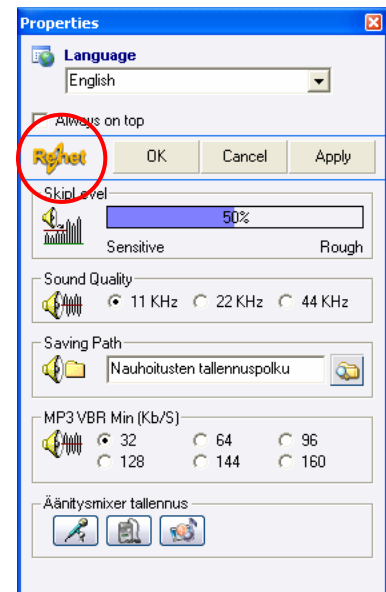 Properties
Language
English
Always on top
Reghet
OK Cancel Apply
SkipLevel
50%
Sensitive Rough
Sound Quality
11 KHz 22 KHz 44 KHz
Saving Path
Nauhoitusten tallennuspolku
MP3 VBR Min (Kb/S)
32 64 96
128 144 160
Äänitysmixer tallennus